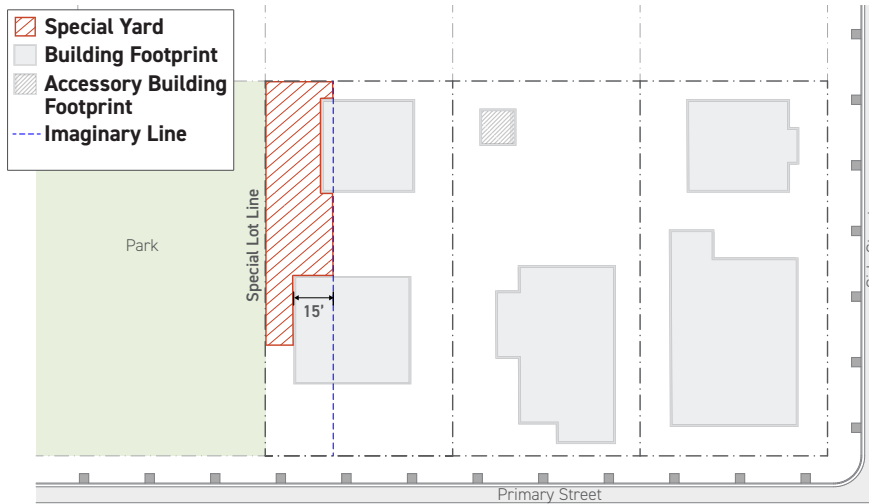 Special Yard
Building Footprint
Accessory Building
Footprint
Imaginary Line
Park
Special Lot Line
15'
Primary Street